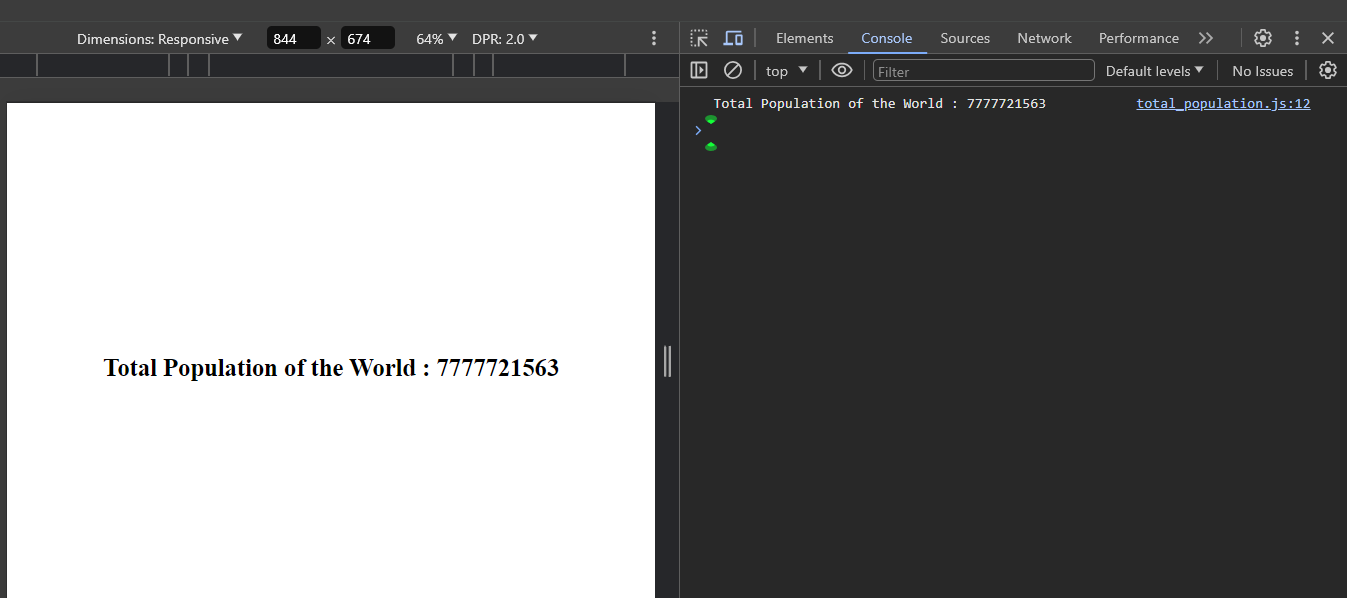 Dimensions: Responsive 844 × 674 64% DPR: 2.0
Elements Console Sources Network Performance
top Filter Default levels No Issues
Total Population of the World : 7777721563 total_population.js:12
Total Population of the World : 7777721563